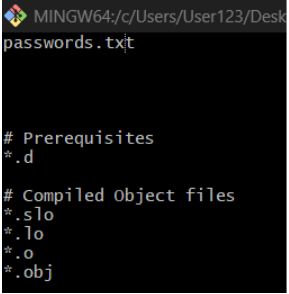 MINGW64:/c/Users/User123/Desk
passwords.txt
# Prerequisites
*.d
# Compiled Object files
*.slo
*.lo
*.o
*.obj